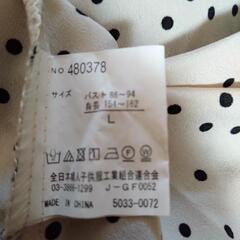 NO 480378
サイズ バスト 86~94
身長 154~162
L
全日本婦人子供服工業組合連合会
03-3866-1299 J-GF0052
MADE IN CHINA 5033-0072